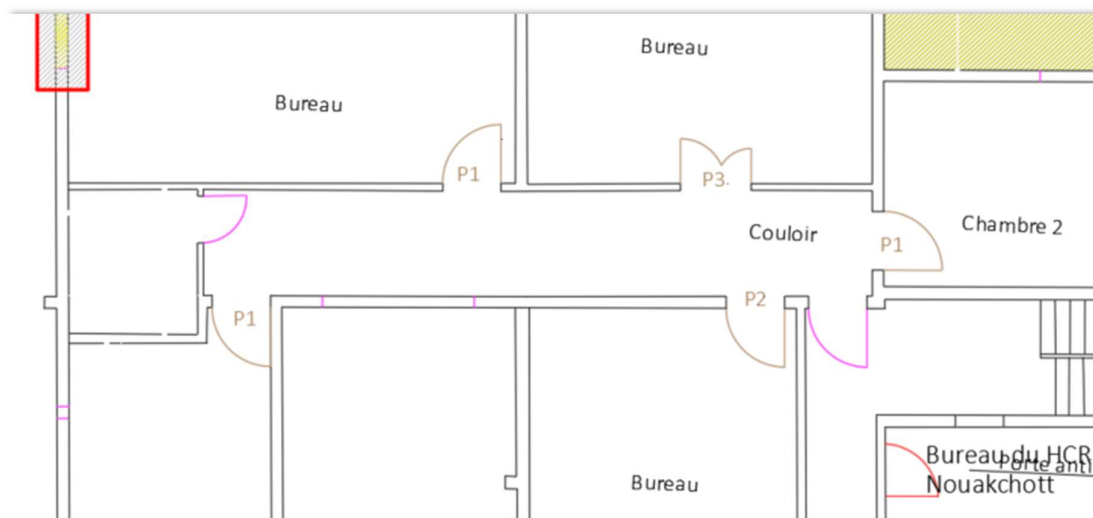 Bureau
Bureau
P1
P3.
Couloir
P1
Chambre 2
P1
P2
Bureau
Bureau du HCR
Porte anti
Nouakchott